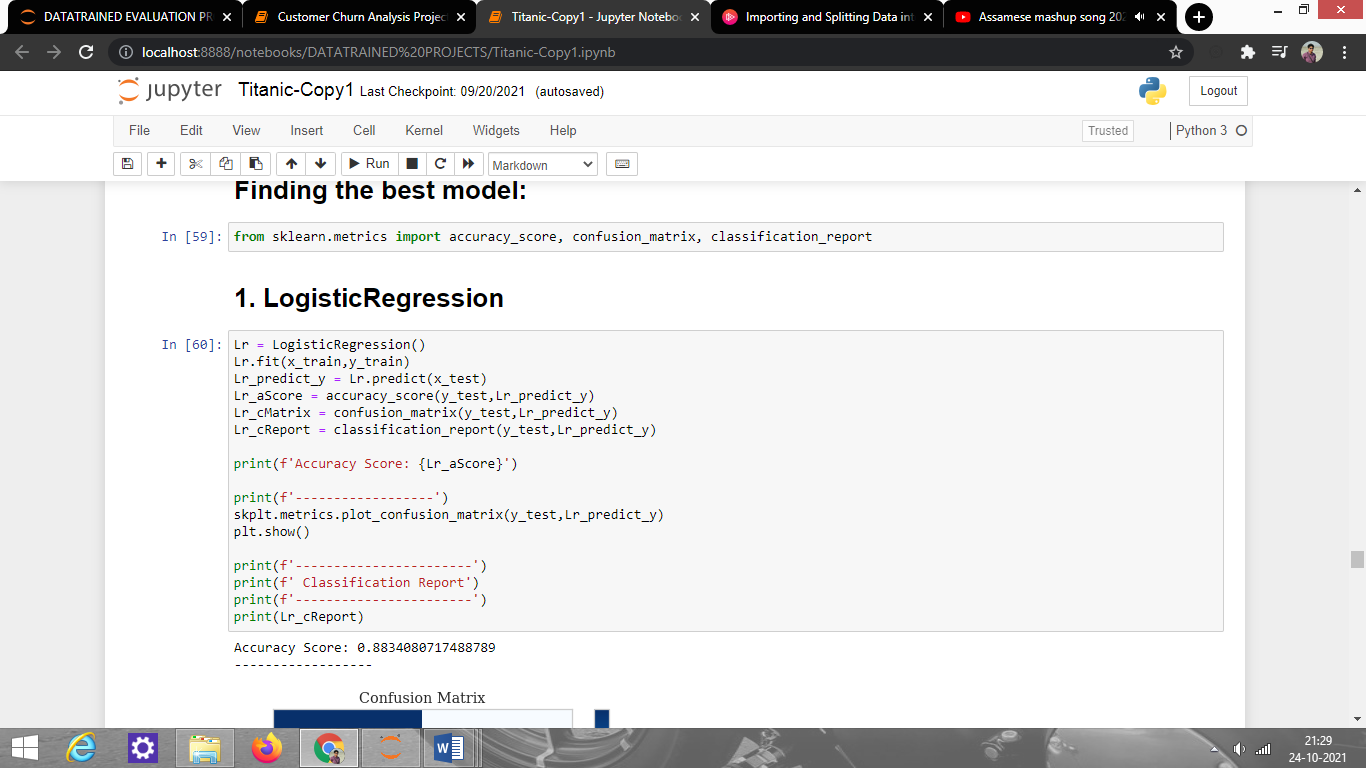 DATATRAINED EVALUATION PR
Customer Churn Analysis Project
Titanic-Copy1 - Jupyter Notebo
Importing and Splitting Data int
Assamese mashup song 202
localhost:8888/notebooks/DATATRAINED%20PROJECTS/Titanic-Copy1.ipynb
jupyter Titanic-Copy1 Last Checkpoint: 09/20/2021 (autosaved)
Logout
File Edit View Insert Cell Kernel Widgets Help
Trusted
Python 3
Run
Markdown
Finding the best model:
In [59]: from sklearn.metrics import accuracy_score, confusion_matrix, classification_report
1. LogisticRegression
In [60]: Lr = LogisticRegression()
Lr.fit(x_train,y_train)
Lr_predict_y = Lr.predict(x_test)
Lr_aScore = accuracy_score(y_test,Lr_predict_y)
Lr_cMatrix = confusion_matrix(y_test,Lr_predict_y)
Lr_cReport = classification_report(y_test,Lr_predict_y)
print(f'Accuracy Score: {Lr_aScore}')
print(f'------------------')
skplt.metrics.plot_confusion_matrix(y_test,Lr_predict_y)
plt.show()
print(f'-----------------------')
print(f' Classification Report')
print(f'-----------------------')
print(Lr_cReport)
Accuracy Score: 0.8834080717488789
------------------
Confusion Matrix
21:29
24-10-2021